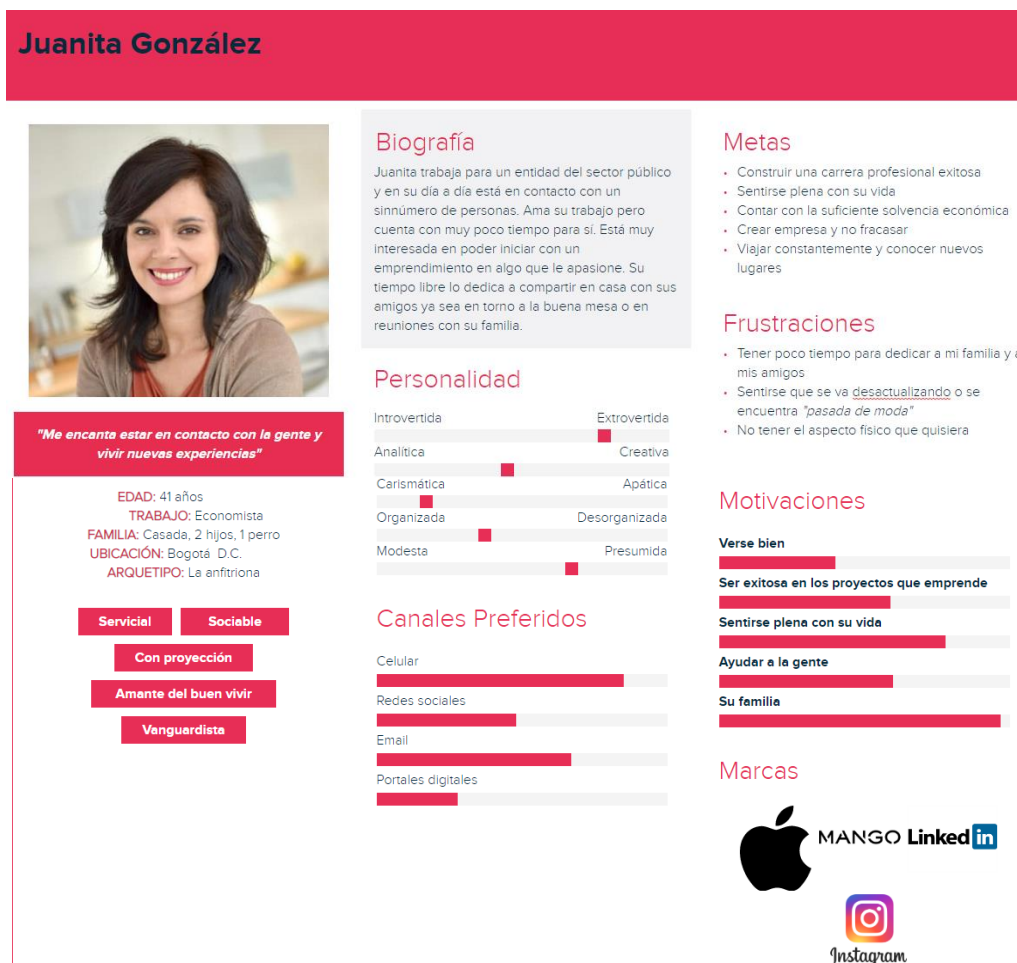 Juanita González
"Me encanta estar en contacto con la gente y
vivir nuevas experiencias"
EDAD: 41 años
TRABAJO: Economista
FAMILIA: Casada, 2 hijos, 1 perro
UBICACIÓN: Bogotá D.C.
ARQUETIPO: La anfitriona
Servicial Sociable
Con proyección
Amante del buen vivir
Vanguardista
Biografía
Juanita trabaja para un entidad del sector público
y en su día a día está en contacto con un
sinnúmero de personas. Ama su trabajo pero
cuenta con muy poco tiempo para sí. Está muy
interesada en poder iniciar con un
emprendimiento en algo que le apasione. Su
tiempo libre lo dedica a compartir en casa con sus
amigos ya sea en torno a la buena mesa o en
reuniones con su familia.
Personalidad
Introvertida Extrovertida
Analítica Creativa
Carismática Apática
Organizada Desorganizada
Modesta Presumida
Canales Preferidos
Celular
Redes sociales
Email
Portales digitales
Metas
• Construir una carrera profesional exitosa
• Sentirse plena con su vida
• Contar con la suficiente solvencia económica
• Crear empresa y no fracasar
• Viajar constantemente y conocer nuevos
lugares
Frustraciones
• Tener poco tiempo para dedicar a mi familia y a
mis amigos
• Sentirse que se va desactualizando o se
encuentra "pasada de moda"
• No tener el aspecto físico que quisiera
Motivaciones
Verse bien
Ser exitosa en los proyectos que emprende
Sentirse plena con su vida
Ayudar a la gente
Su familia
Marcas
MANGO Linked in
Instagram